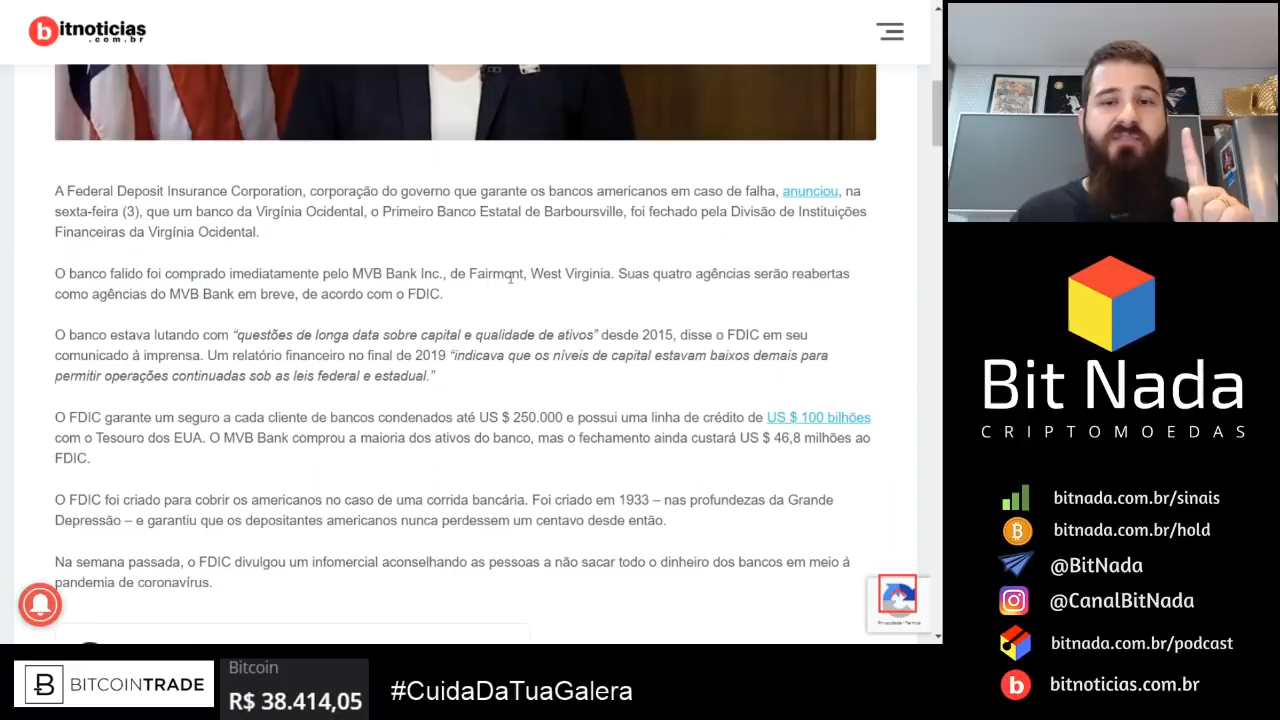 bitnoticias
.com.br
A Federal Deposit Insurance Corporation, corporação do governo que garante os bancos americanos em caso de falha, anunciou, na
sexta-feira (3), que um banco da Virgínia Ocidental, o Primeiro Banco Estatal de Barboursville, foi fechado pela Divisão de Instituições
Financeiras da Virgínia Ocidental.
O banco falido foi comprado imediatamente pelo MVB Bank Inc., de Fairmont, West Virginia. Suas quatro agências serão reabertas
como agências do MVB Bank em breve, de acordo com o FDIC.
O banco estava lutando com “questões de longa data sobre capital e qualidade de ativos” desde 2015, disse o FDIC em seu
comunicado à imprensa. Um relatório financeiro no final de 2019 “indicava que os níveis de capital estavam baixos demais para
permitir operações continuadas sob as leis federal e estadual.”
O FDIC garante um seguro a cada cliente de bancos condenados até US $ 250.000 e possui uma linha de crédito de US $ 100 bilhões
com o Tesouro dos EUA. O MVB Bank comprou a maioria dos ativos do banco, mas o fechamento ainda custará US $ 46,8 milhões ao
FDIC.
O FDIC foi criado para cobrir os americanos no caso de uma corrida bancária. Foi criado em 1933 – nas profundezas da Grande
Depressão – e garantiu que os depositantes americanos nunca perdessem um centavo desde então.
Na semana passada, o FDIC divulgou um infomercial aconselhando as pessoas a não sacar todo o dinheiro dos bancos em meio à
pandemia de coronavírus.
Privacidade - Termos
Bit Nada
CRIPTOMOEDAS
bitnada.com.br/sinais
bitnada.com.br/hold
@BitNada
@CanalBitNada
bitnada.com.br/podcast
bitnoticias.com.br
BITCOINTRADE
Bitcoin
R$ 38.414,05
#CuidaDaTuaGalera